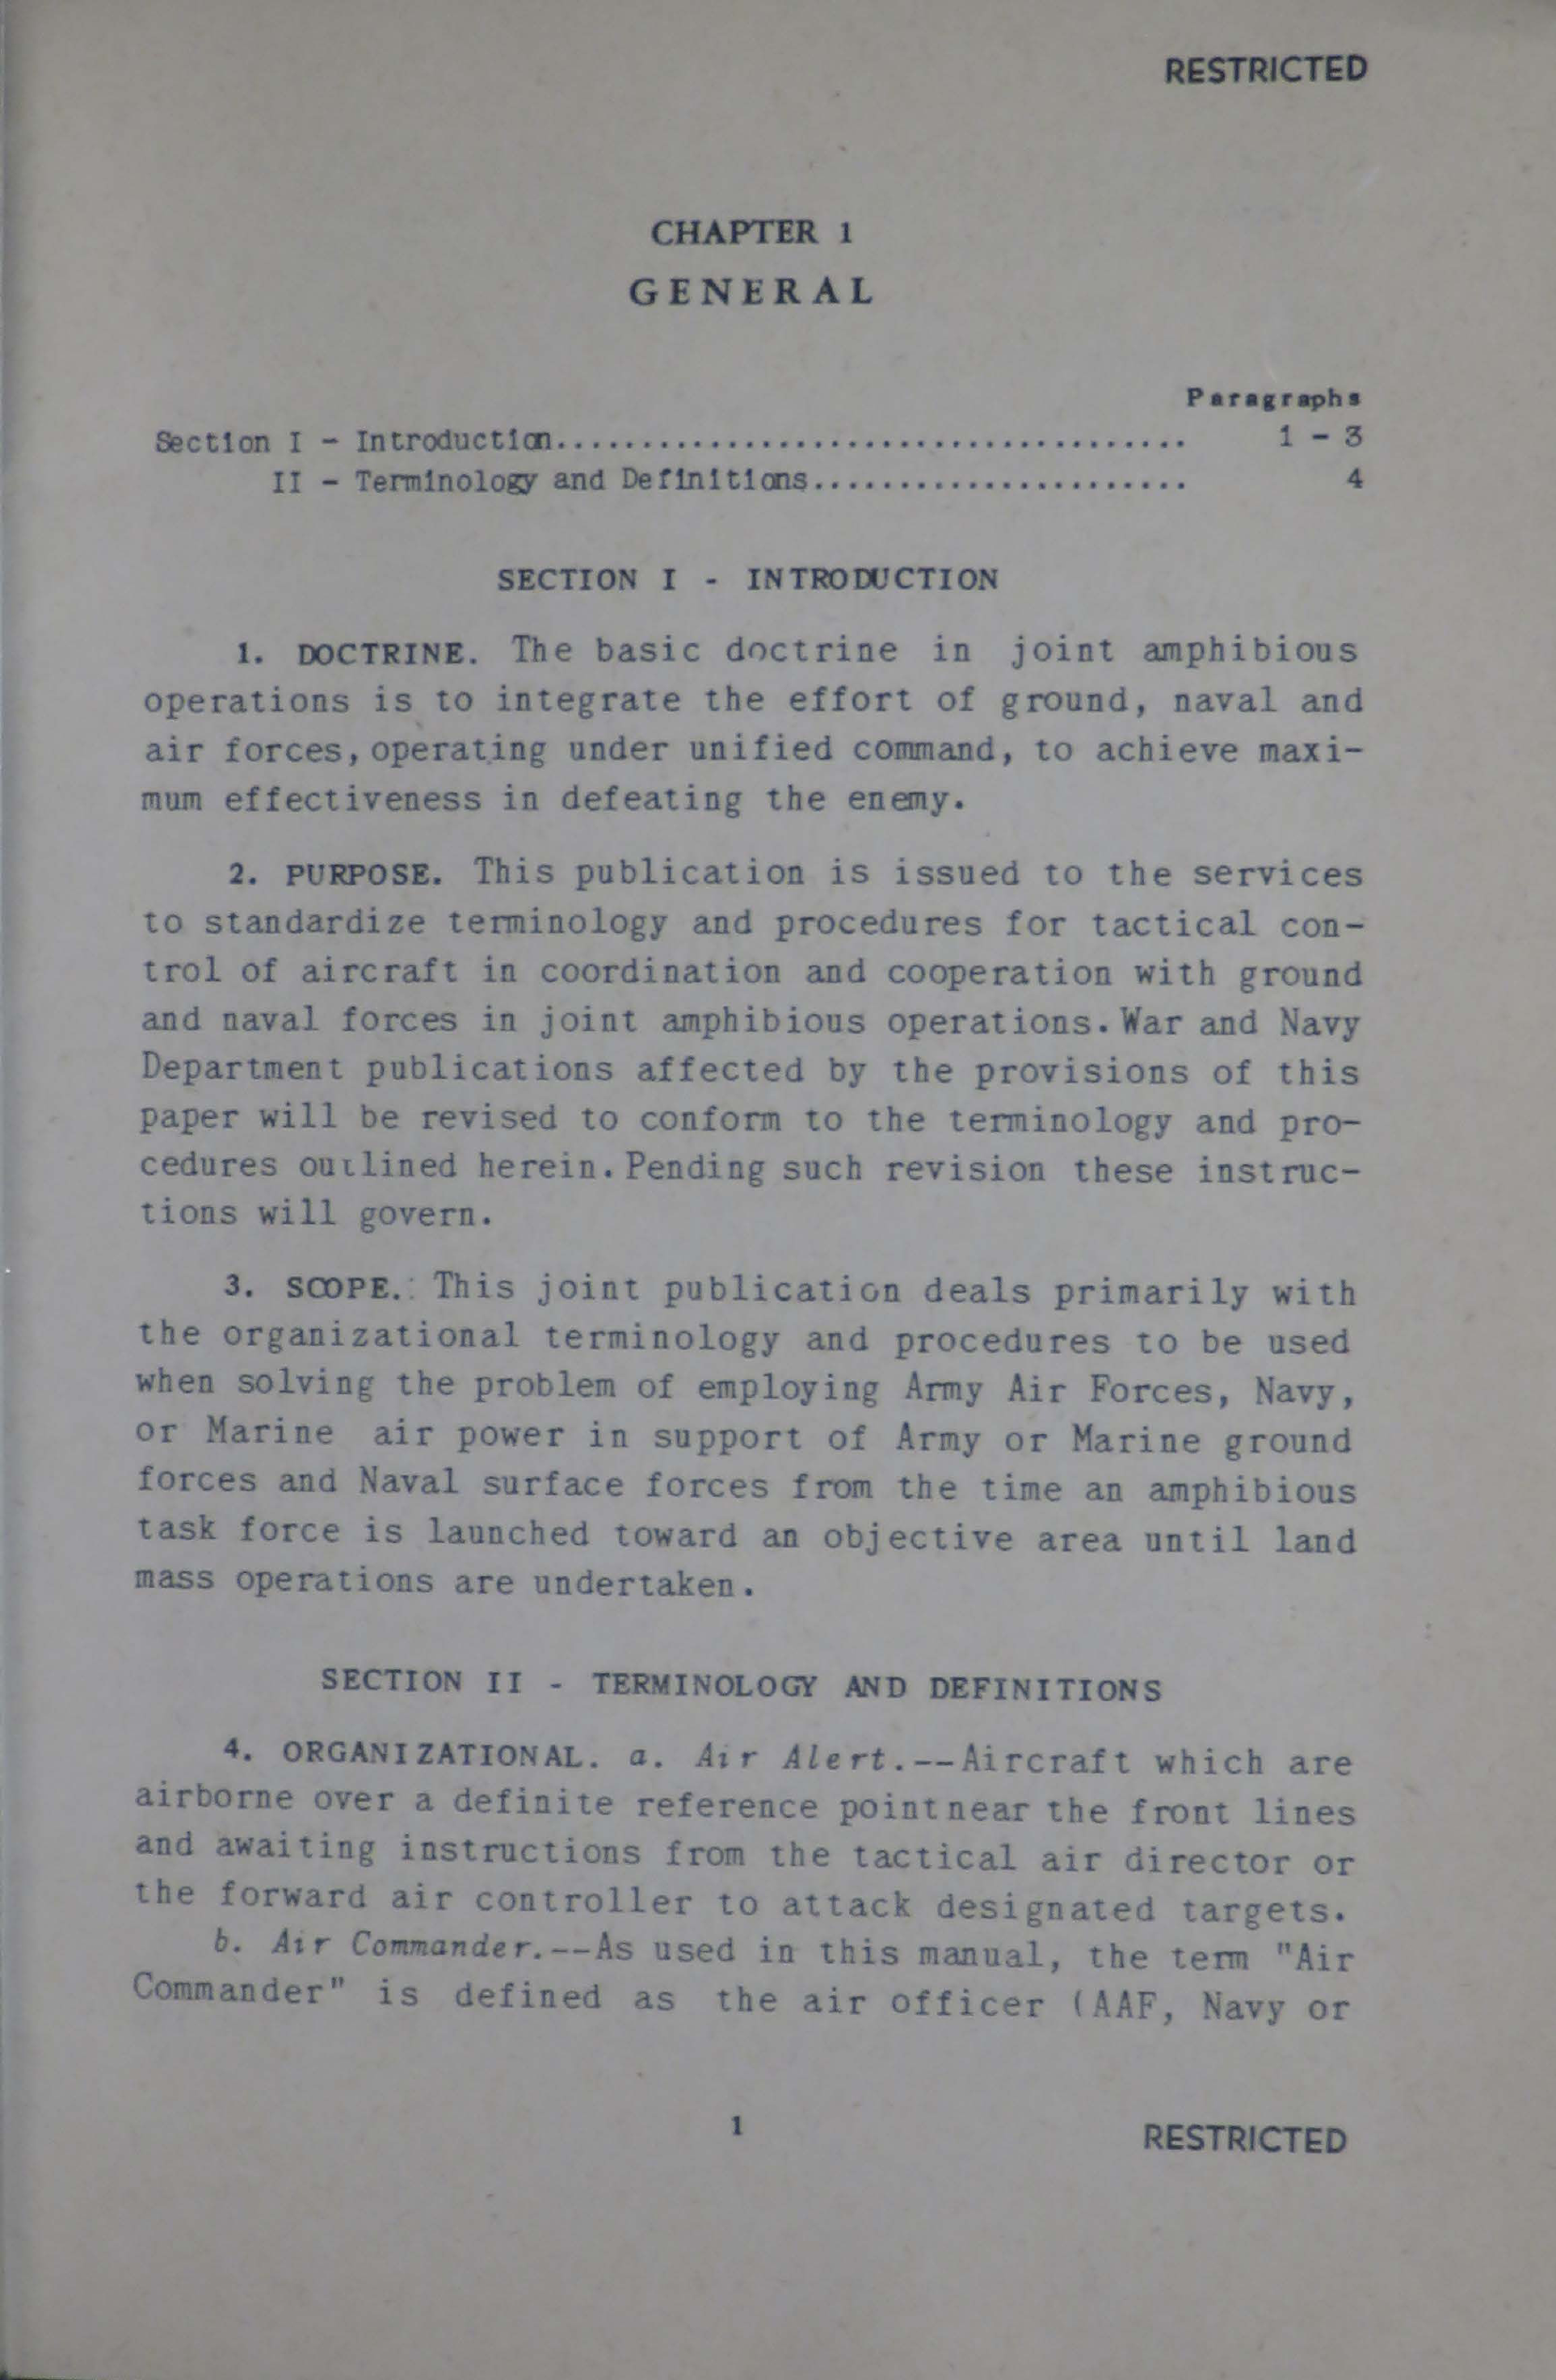 RESTRICTED
CHAPTER 1
GENERAL
Paragraphs
Section I - Introduction..................................... 1 - 3
II - Terminology and Definitions...................... 4
SECTION I - INTRODUCTION
1. DOCTRINE. The basic doctrine in joint amphibious
operations is to integrate the effort of ground, naval and
air forces, operating under unified command, to achieve maxi-
mum effectiveness in defeating the enemy.
2. PURPOSE. This publication is issued to the services
to standardize terminology and procedures for tactical con-
trol of aircraft in coordination and cooperation with ground
and naval forces in joint amphibious operations. War and Navy
Department publications affected by the provisions of this
paper will be revised to conform to the terminology and pro-
cedures outlined herein. Pending such revision these instruc-
tions will govern.
3. SCOPE. This joint publication deals primarily with
the organizational terminology and procedures to be used
when solving the problem of employing Army Air Forces, Navy,
or Marine air power in support of Army or Marine ground
forces and Naval surface forces from the time an amphibious
task force is launched toward an objective area until land
mass operations are undertaken.
SECTION II - TERMINOLOGY AND DEFINITIONS
4. ORGANIZATIONAL. a. Air Alert.--Aircraft which are
airborne over a definite reference point near the front lines
and awaiting instructions from the tactical air director or
the forward air controller to attack designated targets.
b. Air Commander.--As used in this manual, the term "Air
Commander" is defined as the air officer (AAF, Navy or
1
RESTRICTED